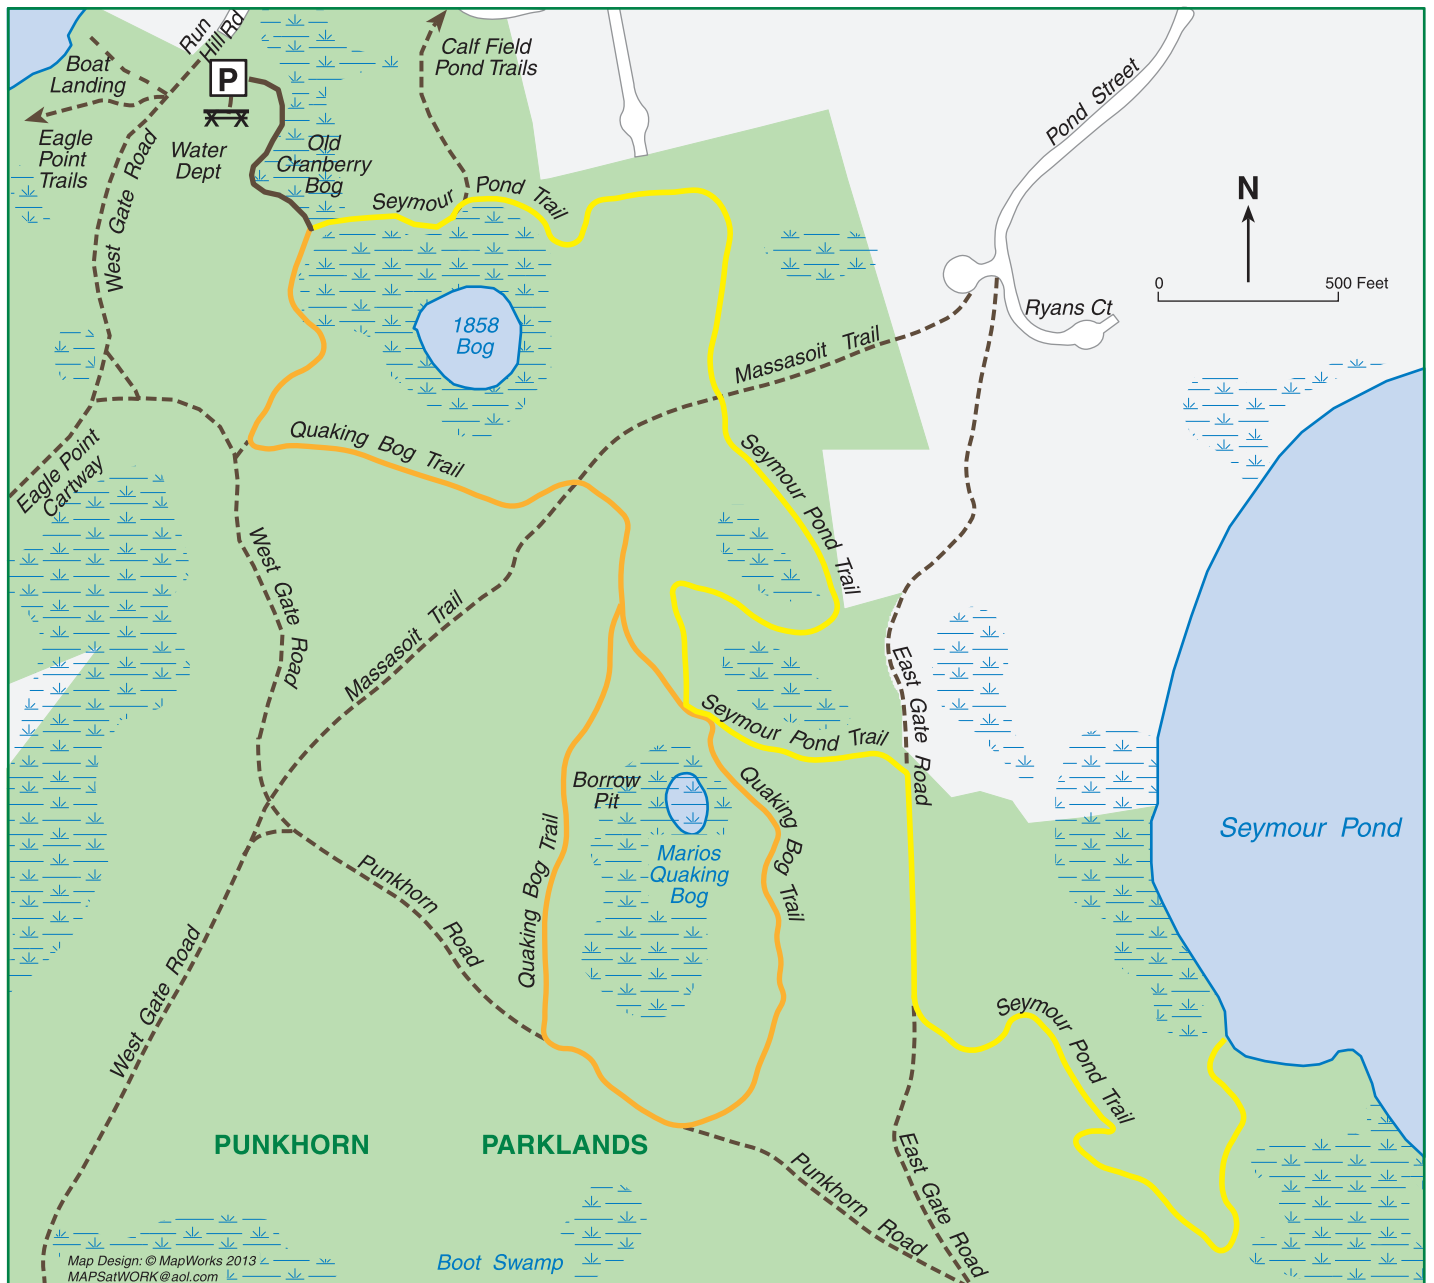 Run
Hill Rd
Boat
Landing
P
Calf Field
Pond Trails
Pond Street
Eagle
Point
Trails
West Gate Road
Water
Dept
Old
Cranberry
Bog
Seymour Pond Trail
N
0 500 Feet
Ryans Ct
1858
Bog
Massasoit Trail
Quaking Bog Trail
Eagle Point
Cartway
Seymour Pond Trail
West Gate Road
Massasoit Trail
East Gate Road
Seymour Pond Trail
Borrow
Pit
Quaking Bog Trail
Seymour Pond
Quaking Bog Trail
Marios
Quaking
Bog
Punkhorn Road
West Gate Road
Seymour Pond Trail
PUNKHORN PARKLANDS
Punkhorn Road
East Gate Road
Boot Swamp
Map Design: © MapWorks 2013
MAPSatWORK@aol.com